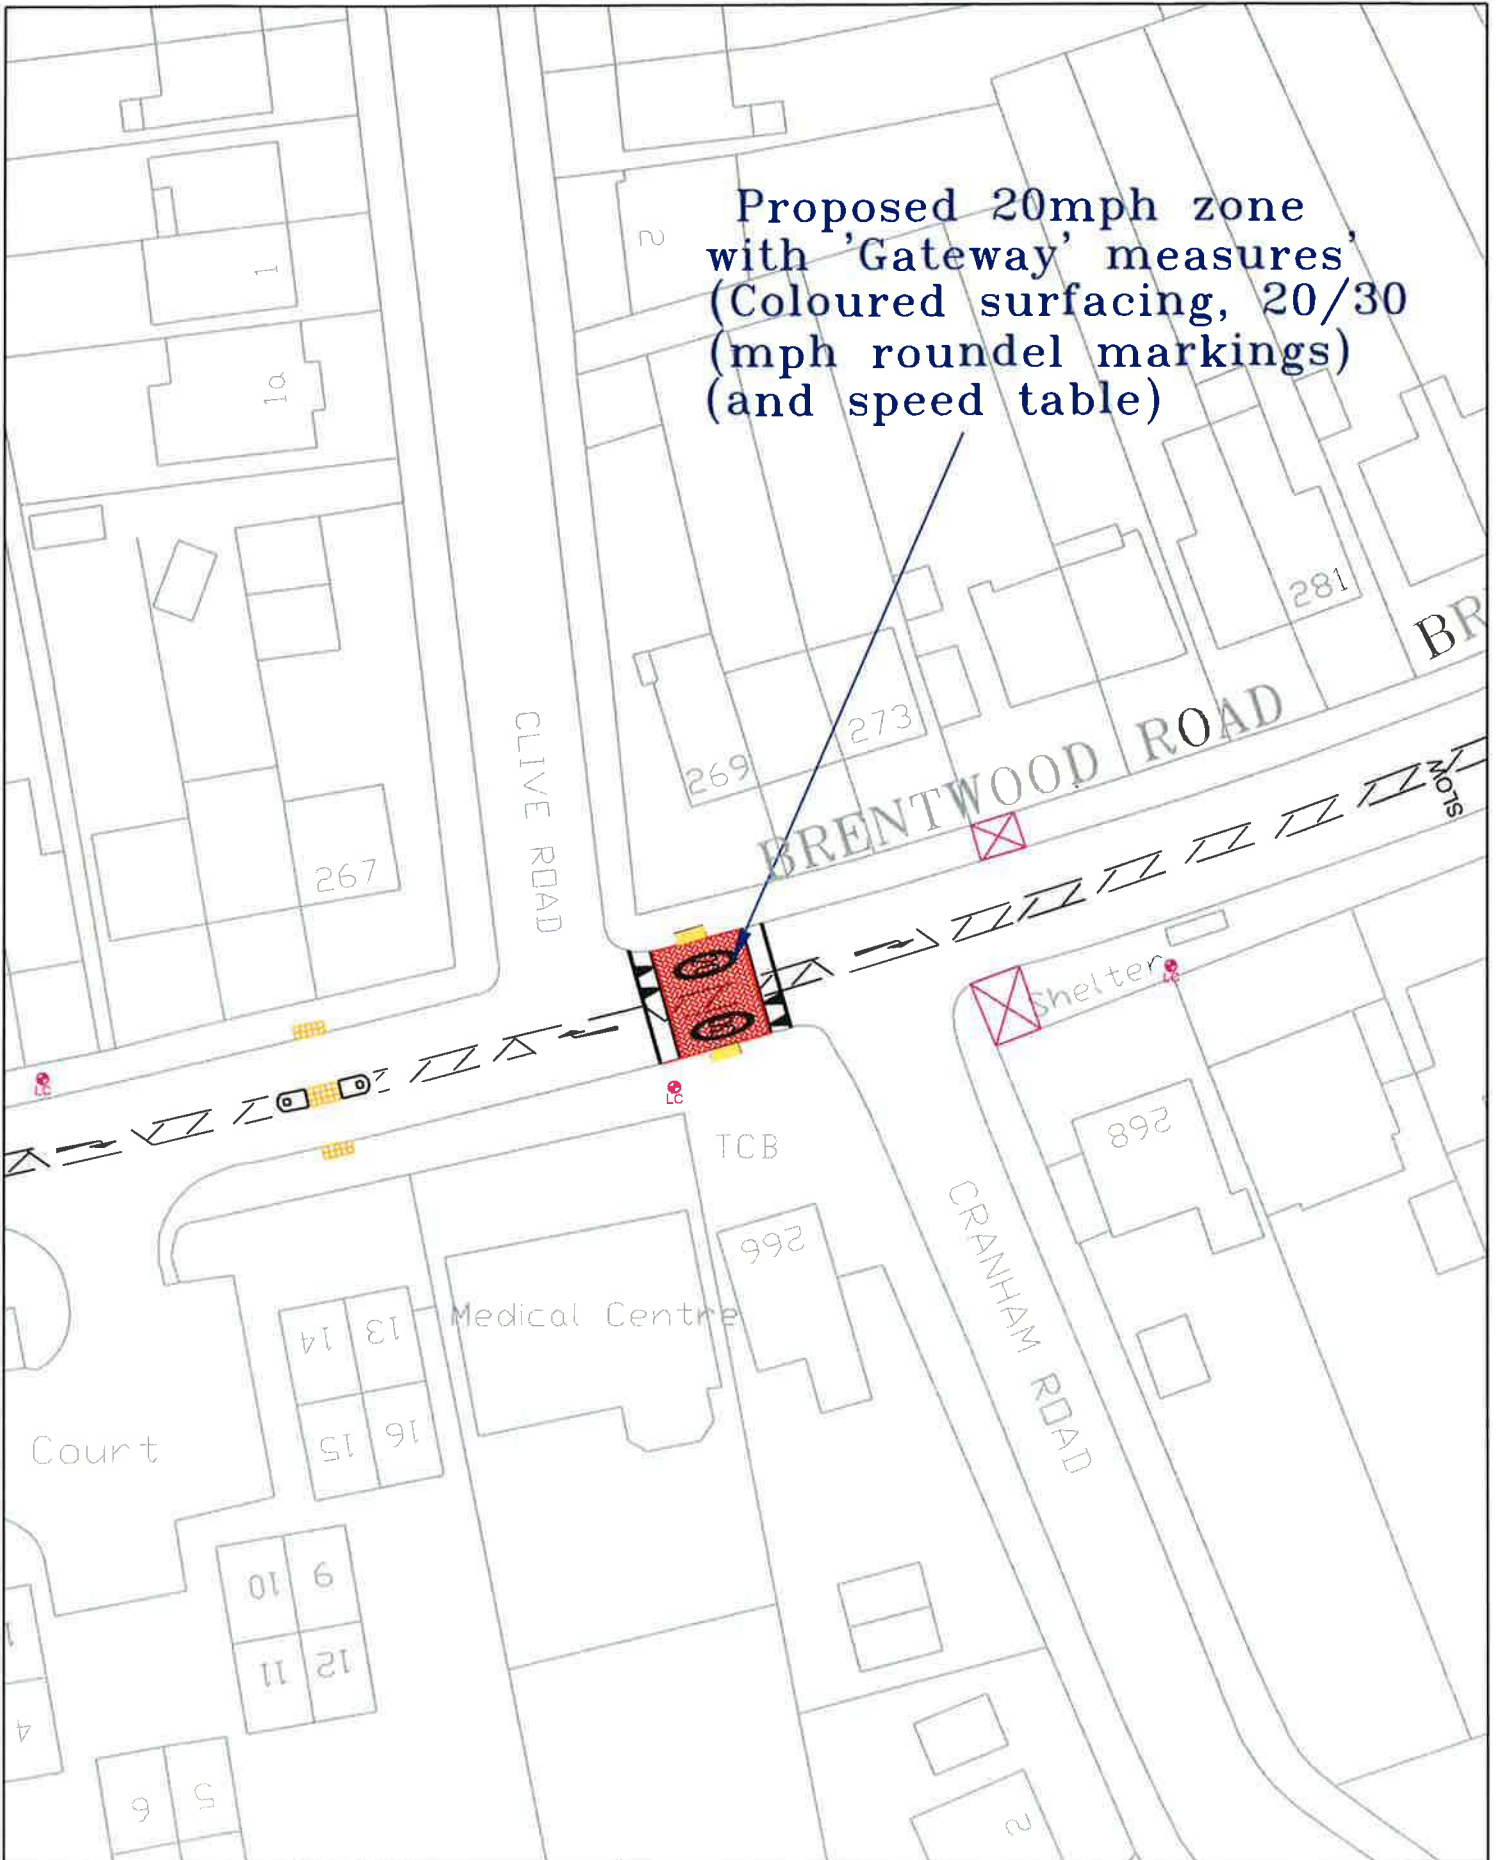 Proposed 20mph zone
with 'Gateway' measures'
(Coloured surfacing, 20/30
(mph roundel markings)
(and speed table)
2
1
1a
281
BR
273
269
BRENTWOOD ROAD
CLIVE ROAD
267
SLOW
Shelter
LC
LC
LC
TCB
268
266
CRANHAM ROAD
Medical Centre
14
13
15
16
Court
10
9
11
12
4
6
5
2